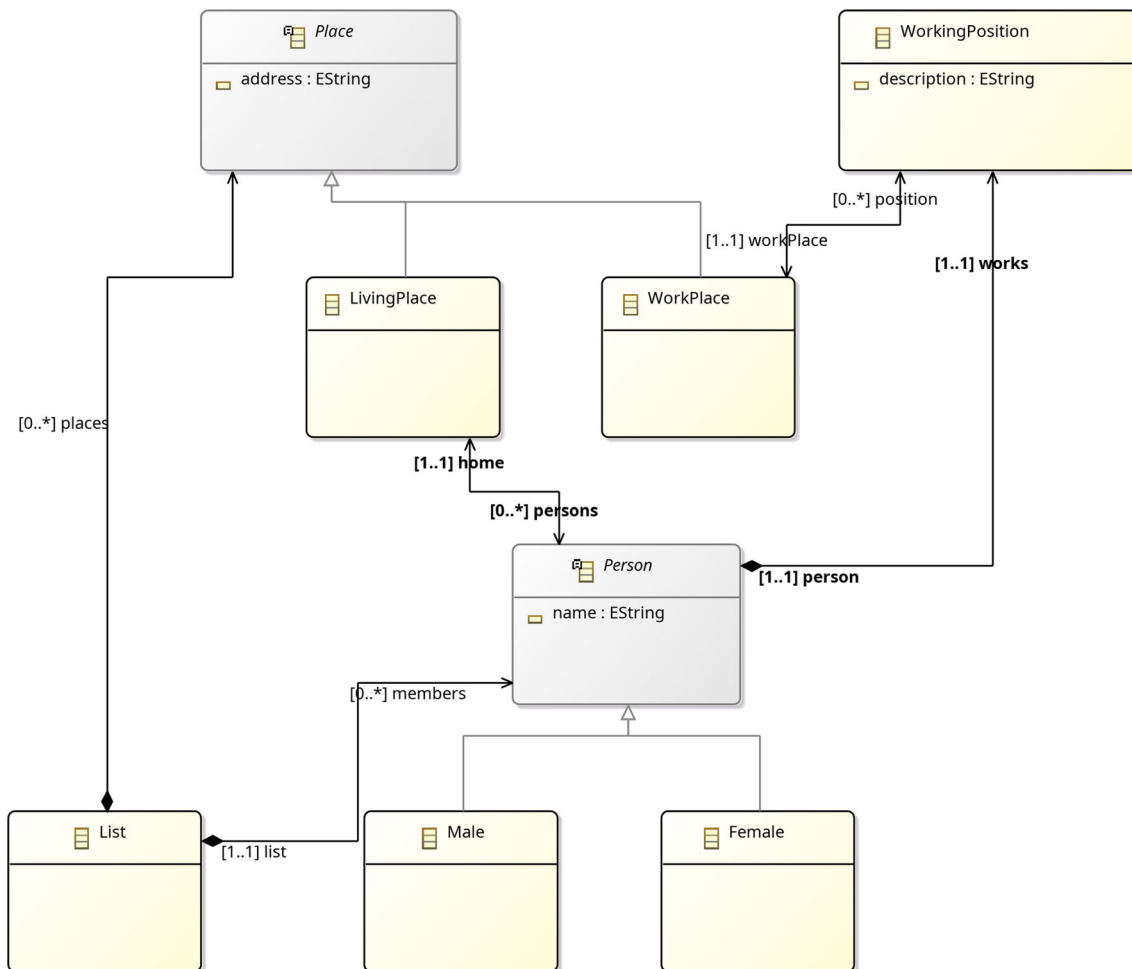 Place
address : EString
WorkingPosition
description : EString
[0..*] position
[1..1] workPlace
[1..1] works
LivingPlace
WorkPlace
[0..*] places
[1..1] home
[0..*] persons
Person
name : EString
[1..1] person
[0..*] members
List
[1..1] list
Male
Female